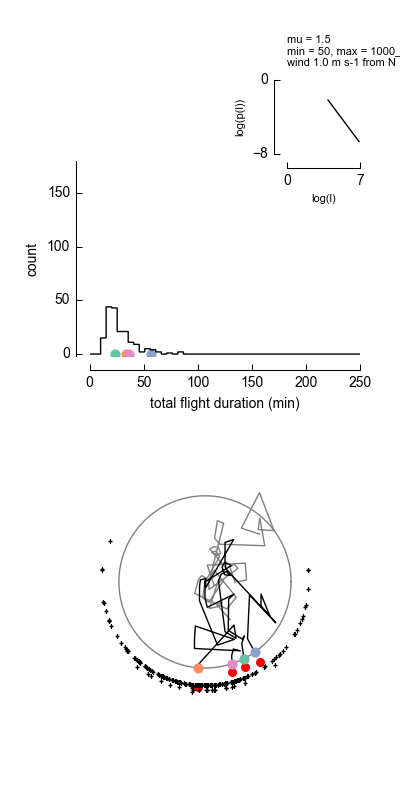 mu = 1.5
min = 50, max = 1000_
wind 1.0 m s-1 from N
0
log(p(l))
−8
0
7
log(l)
150
100
count
50
0
0
50
100
150
200
250
total flight duration (min)